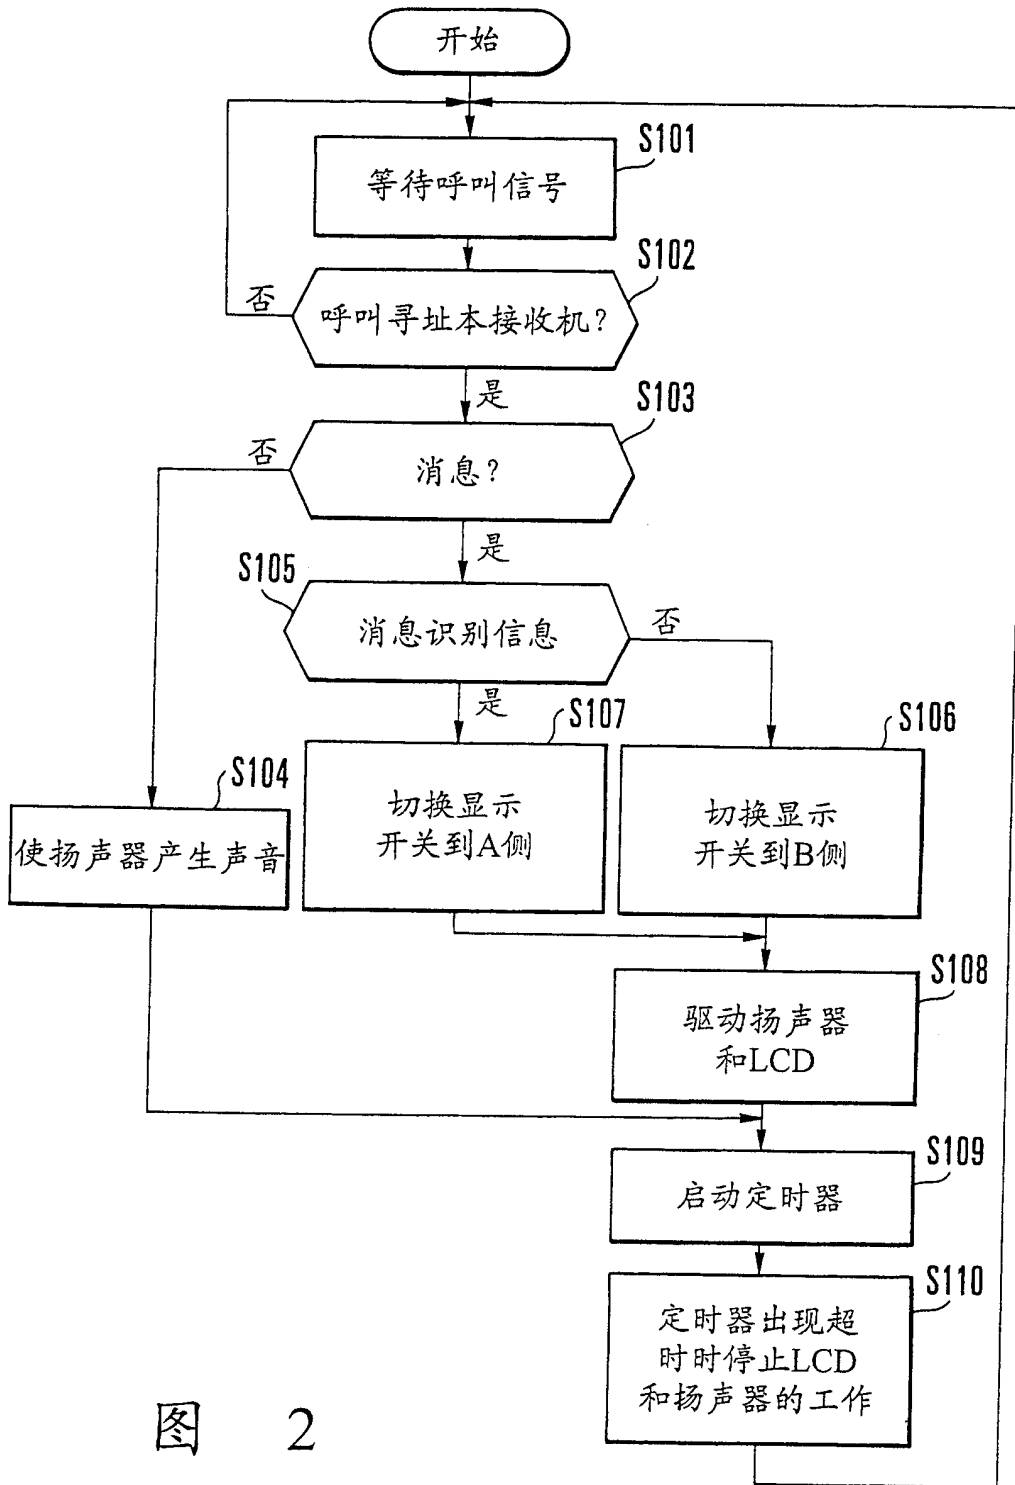 开始
S101
等待呼叫信号
S102
否
呼叫寻址本接收机?
是
S103
否
消息?
是
S105
消息识别信息
否
是
S107
S106
切换显示
开关到A侧
切换显示
开关到B侧
S104
使扬声器产生声音
S108
驱动扬声器
和LCD
S109
启动定时器
S110
定时器出现超
时时停止LCD
和扬声器的工作
图 2